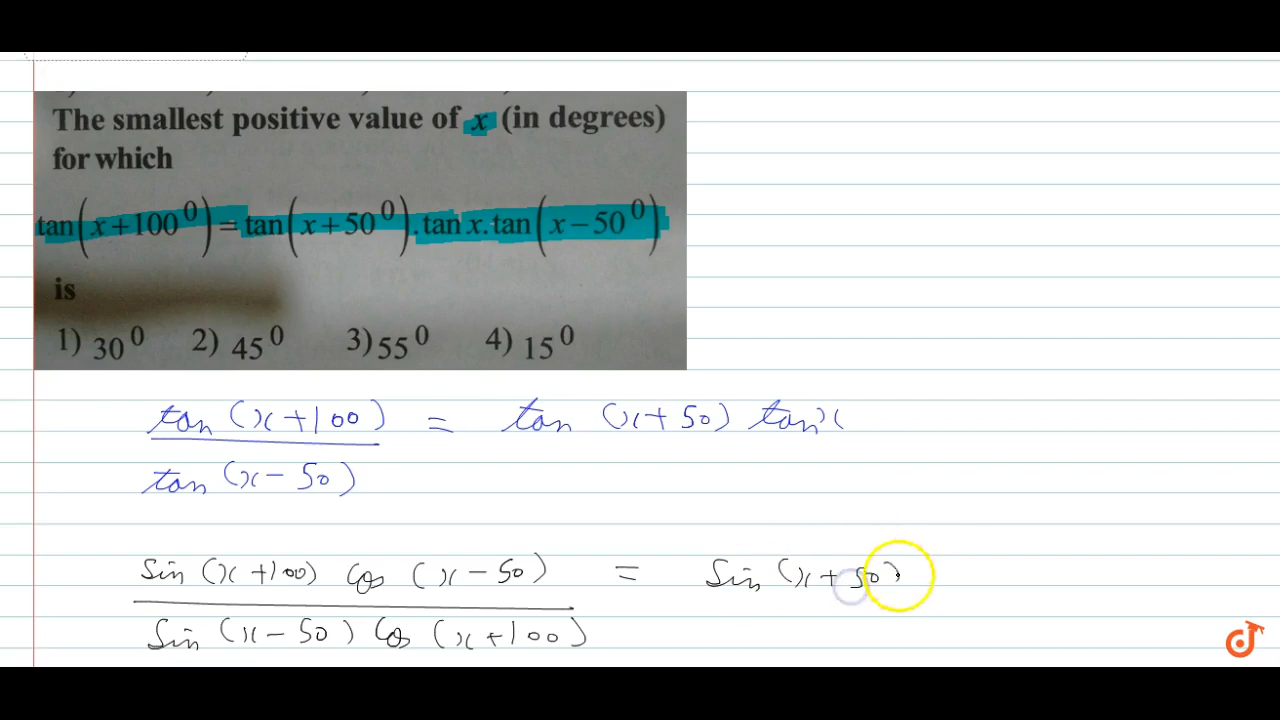 The smallest positive value of x (in degrees)
for which
tan(x+100⁰)=tan(x+50⁰).tan x.tan(x−50⁰)
is
1) 30⁰ 2) 45⁰ 3) 55⁰ 4) 15⁰
tan (x+100) = tan (x+50) tan x
tan (x-50)
Sin (x+100) Cos (x-50) = Sin (x+50)
Sin (x-50) Cos (x+100)